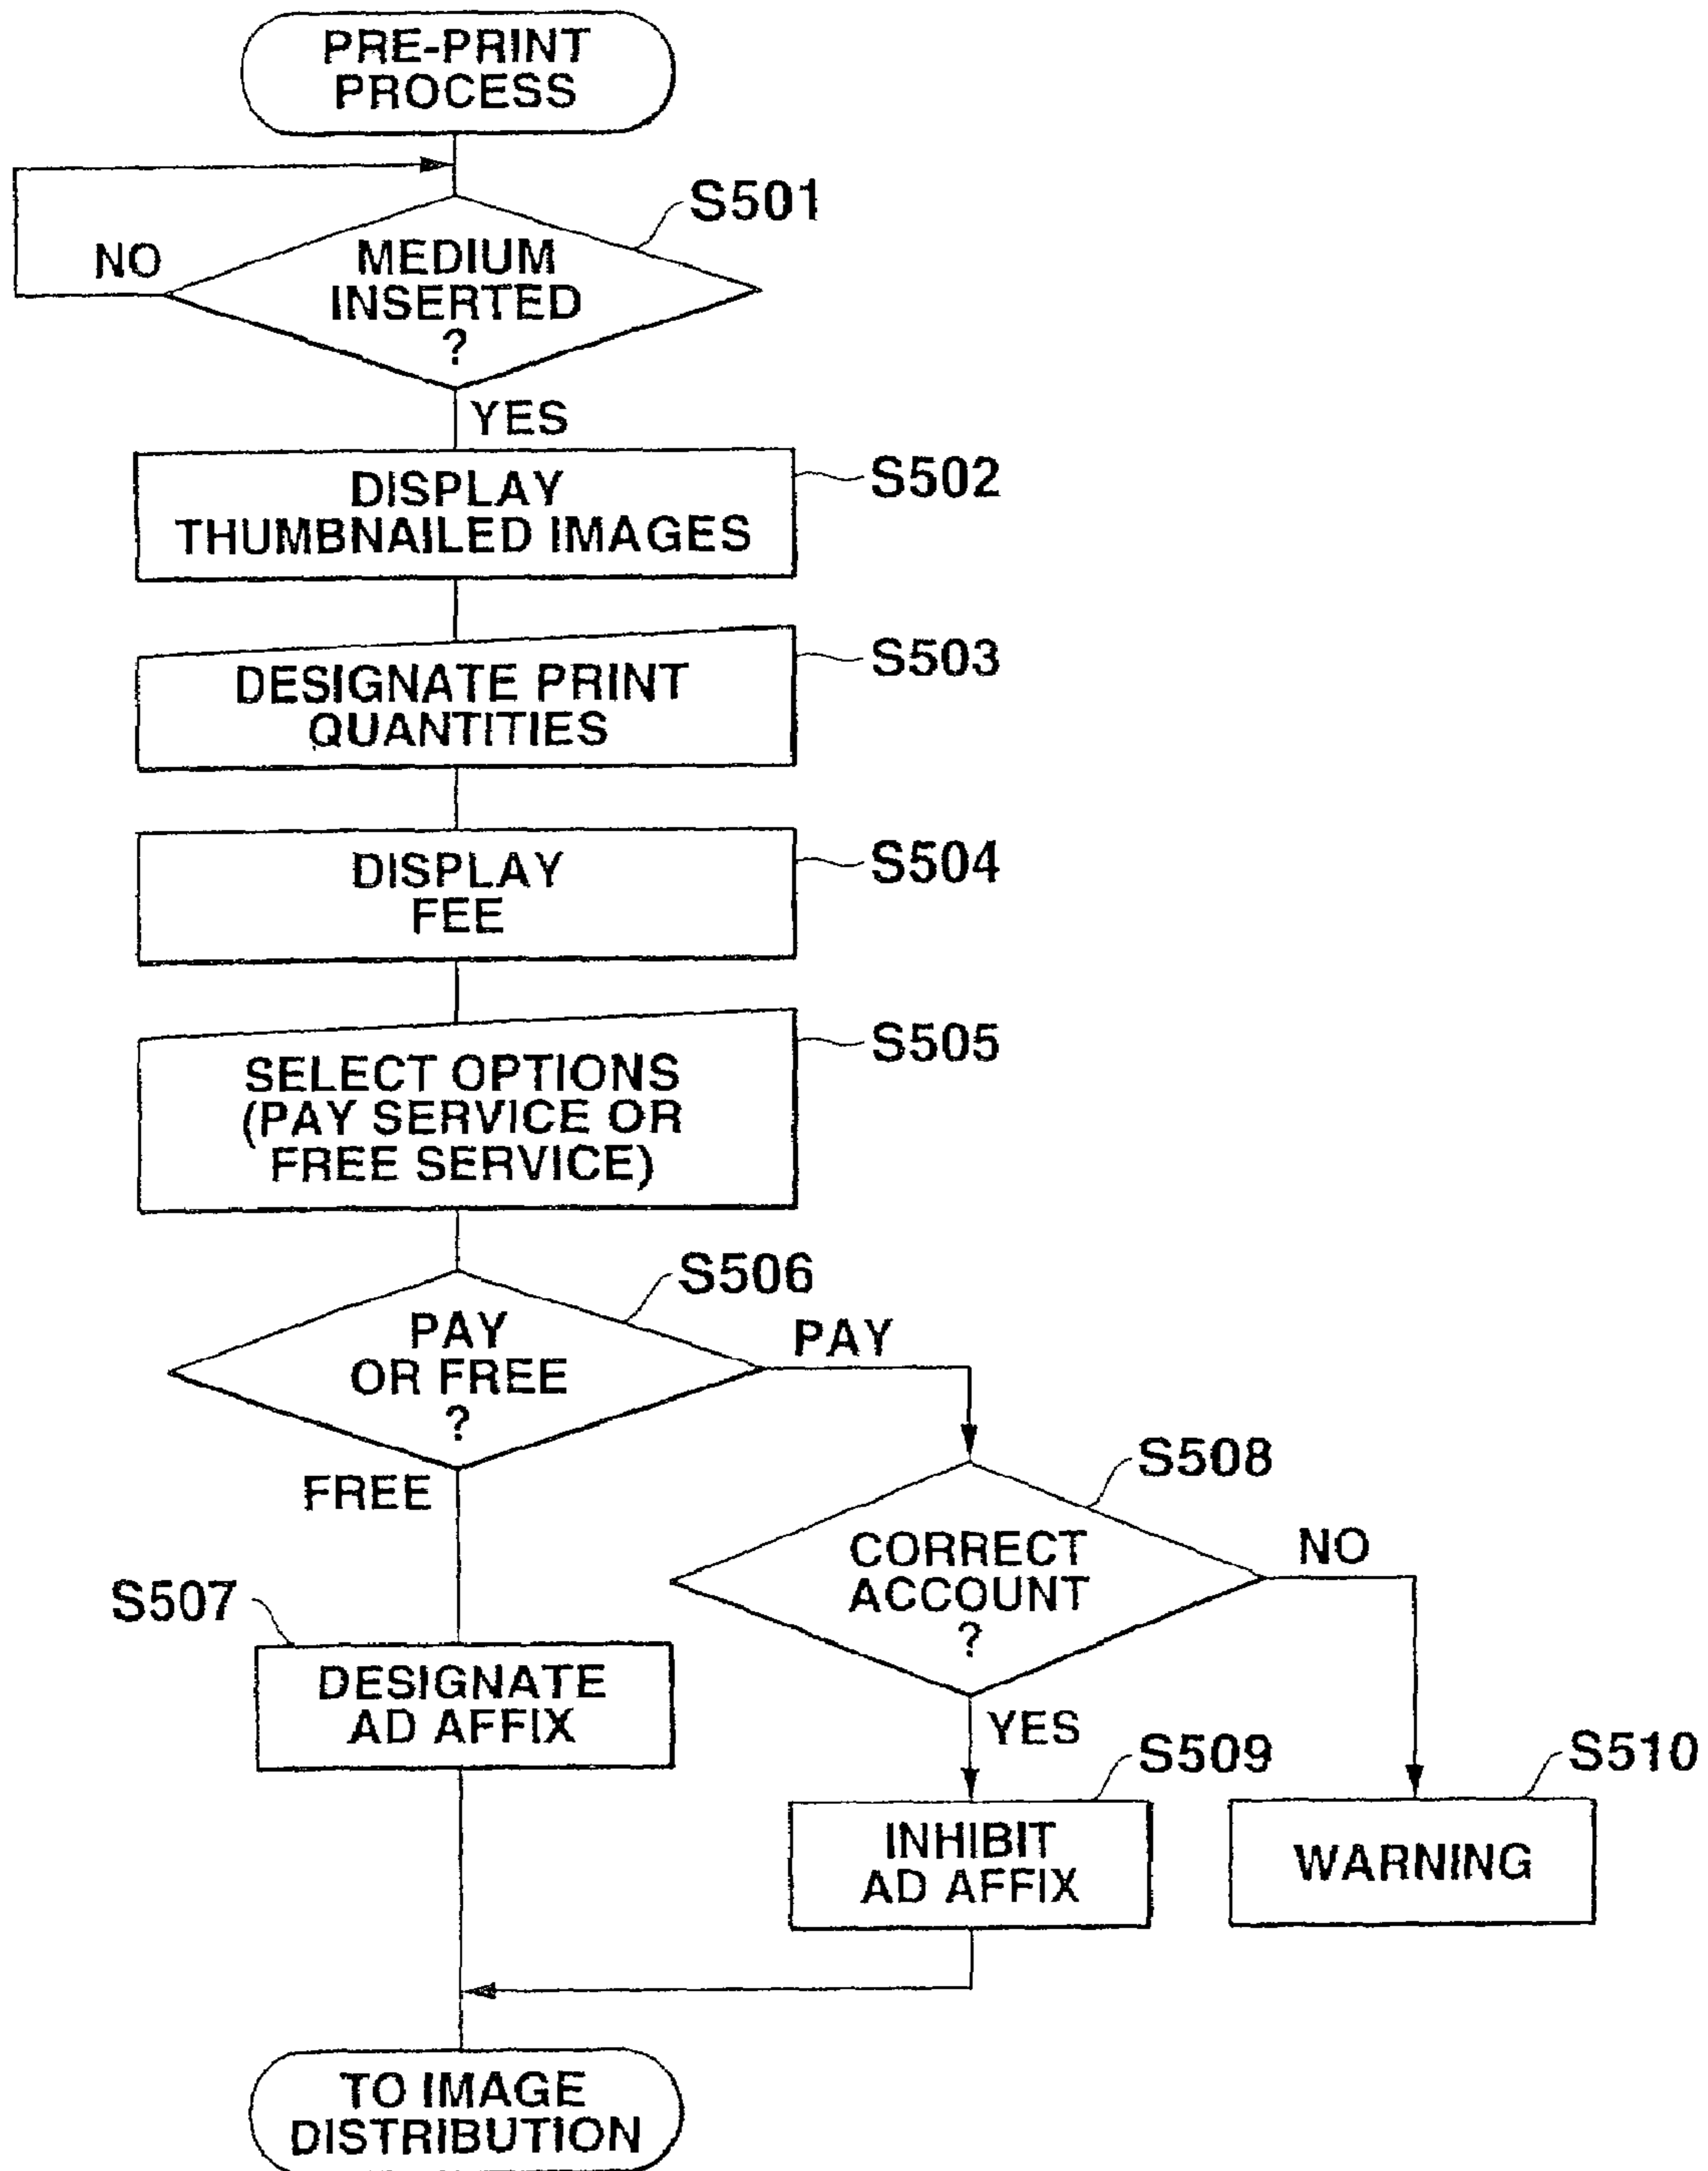 PRE-PRINT
PROCESS
S501
NO
MEDIUM
INSERTED
?
YES
S502
DISPLAY
THUMBNAILED IMAGES
S503
DESIGNATE PRINT
QUANTITIES
S504
DISPLAY
FEE
S505
SELECT OPTIONS
(PAY SERVICE OR
FREE SERVICE)
S506
PAY
OR FREE
?
PAY
FREE
S508
CORRECT
ACCOUNT
?
NO
S507
DESIGNATE
AD AFFIX
YES
S509
INHIBIT
AD AFFIX
S510
WARNING
TO IMAGE
DISTRIBUTION